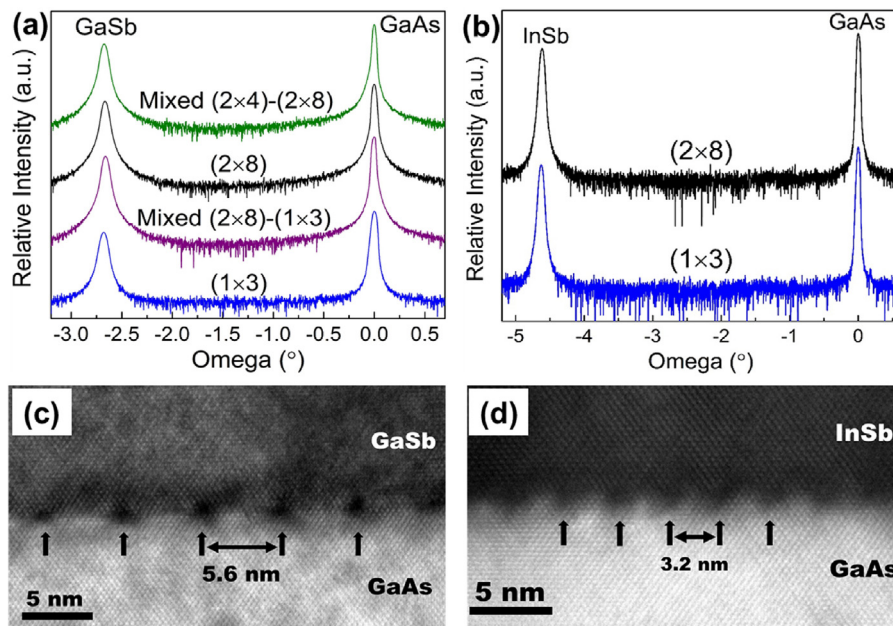 (a)
GaSb
GaAs
Mixed (2×4)-(2×8)
(2×8)
Mixed (2×8)-(1×3)
(1×3)
Relative Intensity (a.u.)
-3.0 -2.5 -2.0 -1.5 -1.0 -0.5 0.0 0.5
Omega (°)
(b)
InSb
GaAs
(2×8)
(1×3)
Relative Intensity (a.u.)
-5 -4 -3 -2 -1 0
Omega (°)
(c)
GaSb
5.6 nm
GaAs
5 nm
(d)
InSb
3.2 nm
GaAs
5 nm